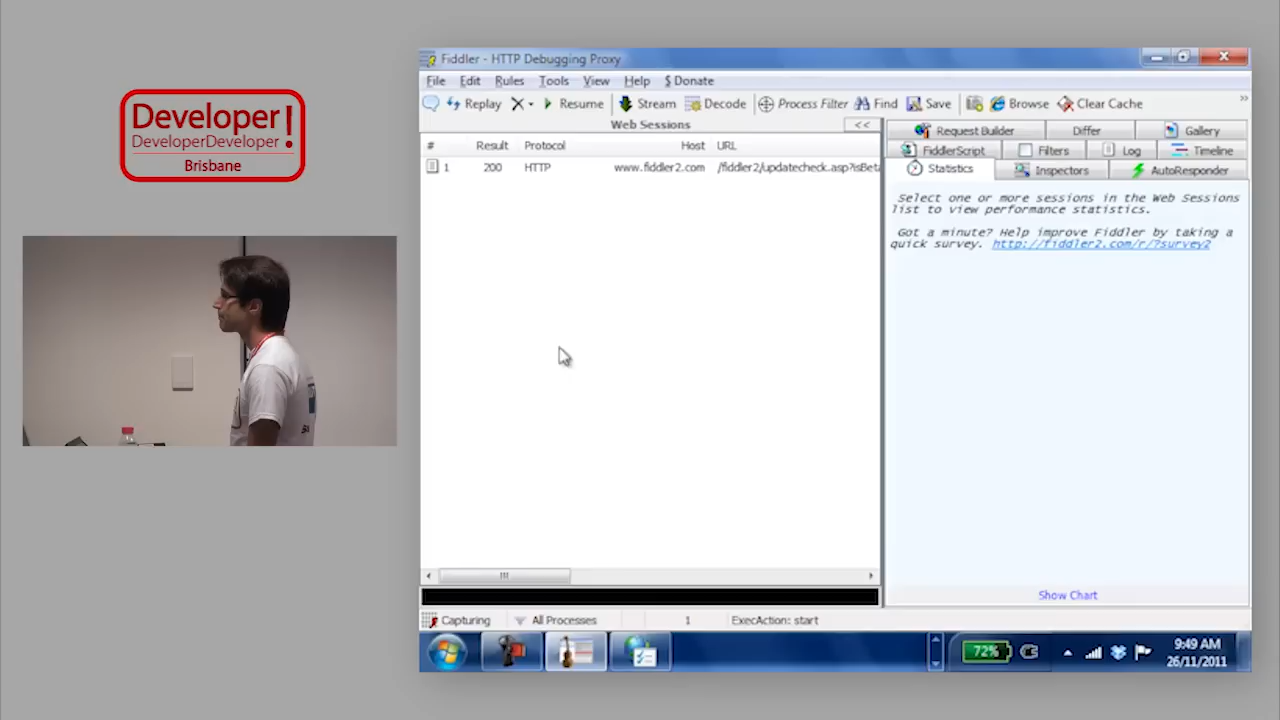 Developer!
DeveloperDeveloper
Brisbane
Fiddler - HTTP Debugging Proxy
File Edit Rules Tools View Help $ Donate
Replay Resume Stream Decode Process Filter Find Save Browse Clear Cache »
Web Sessions <<
# Result Protocol Host URL
1 200 HTTP www.fiddler2.com /fiddler2/updatecheck.asp?isBeta
Request Builder Differ Gallery
FiddlerScript Filters Log Timeline
Statistics Inspectors AutoResponder
Select one or more sessions in the Web Sessions
list to view performance statistics.
Got a minute? Help improve Fiddler by taking a
quick survey. http://fiddler2.com/r/?survey2
Show Chart
Capturing All Processes 1 ExecAction: start
72% 9:49 AM
26/11/2011